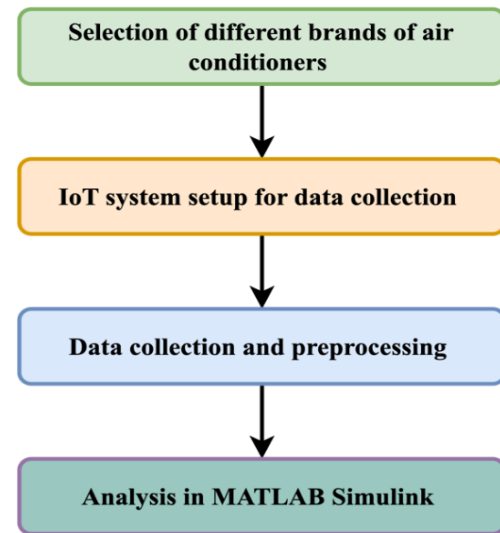 Selection of different brands of air
conditioners
IoT system setup for data collection
Data collection and preprocessing
Analysis in MATLAB Simulink